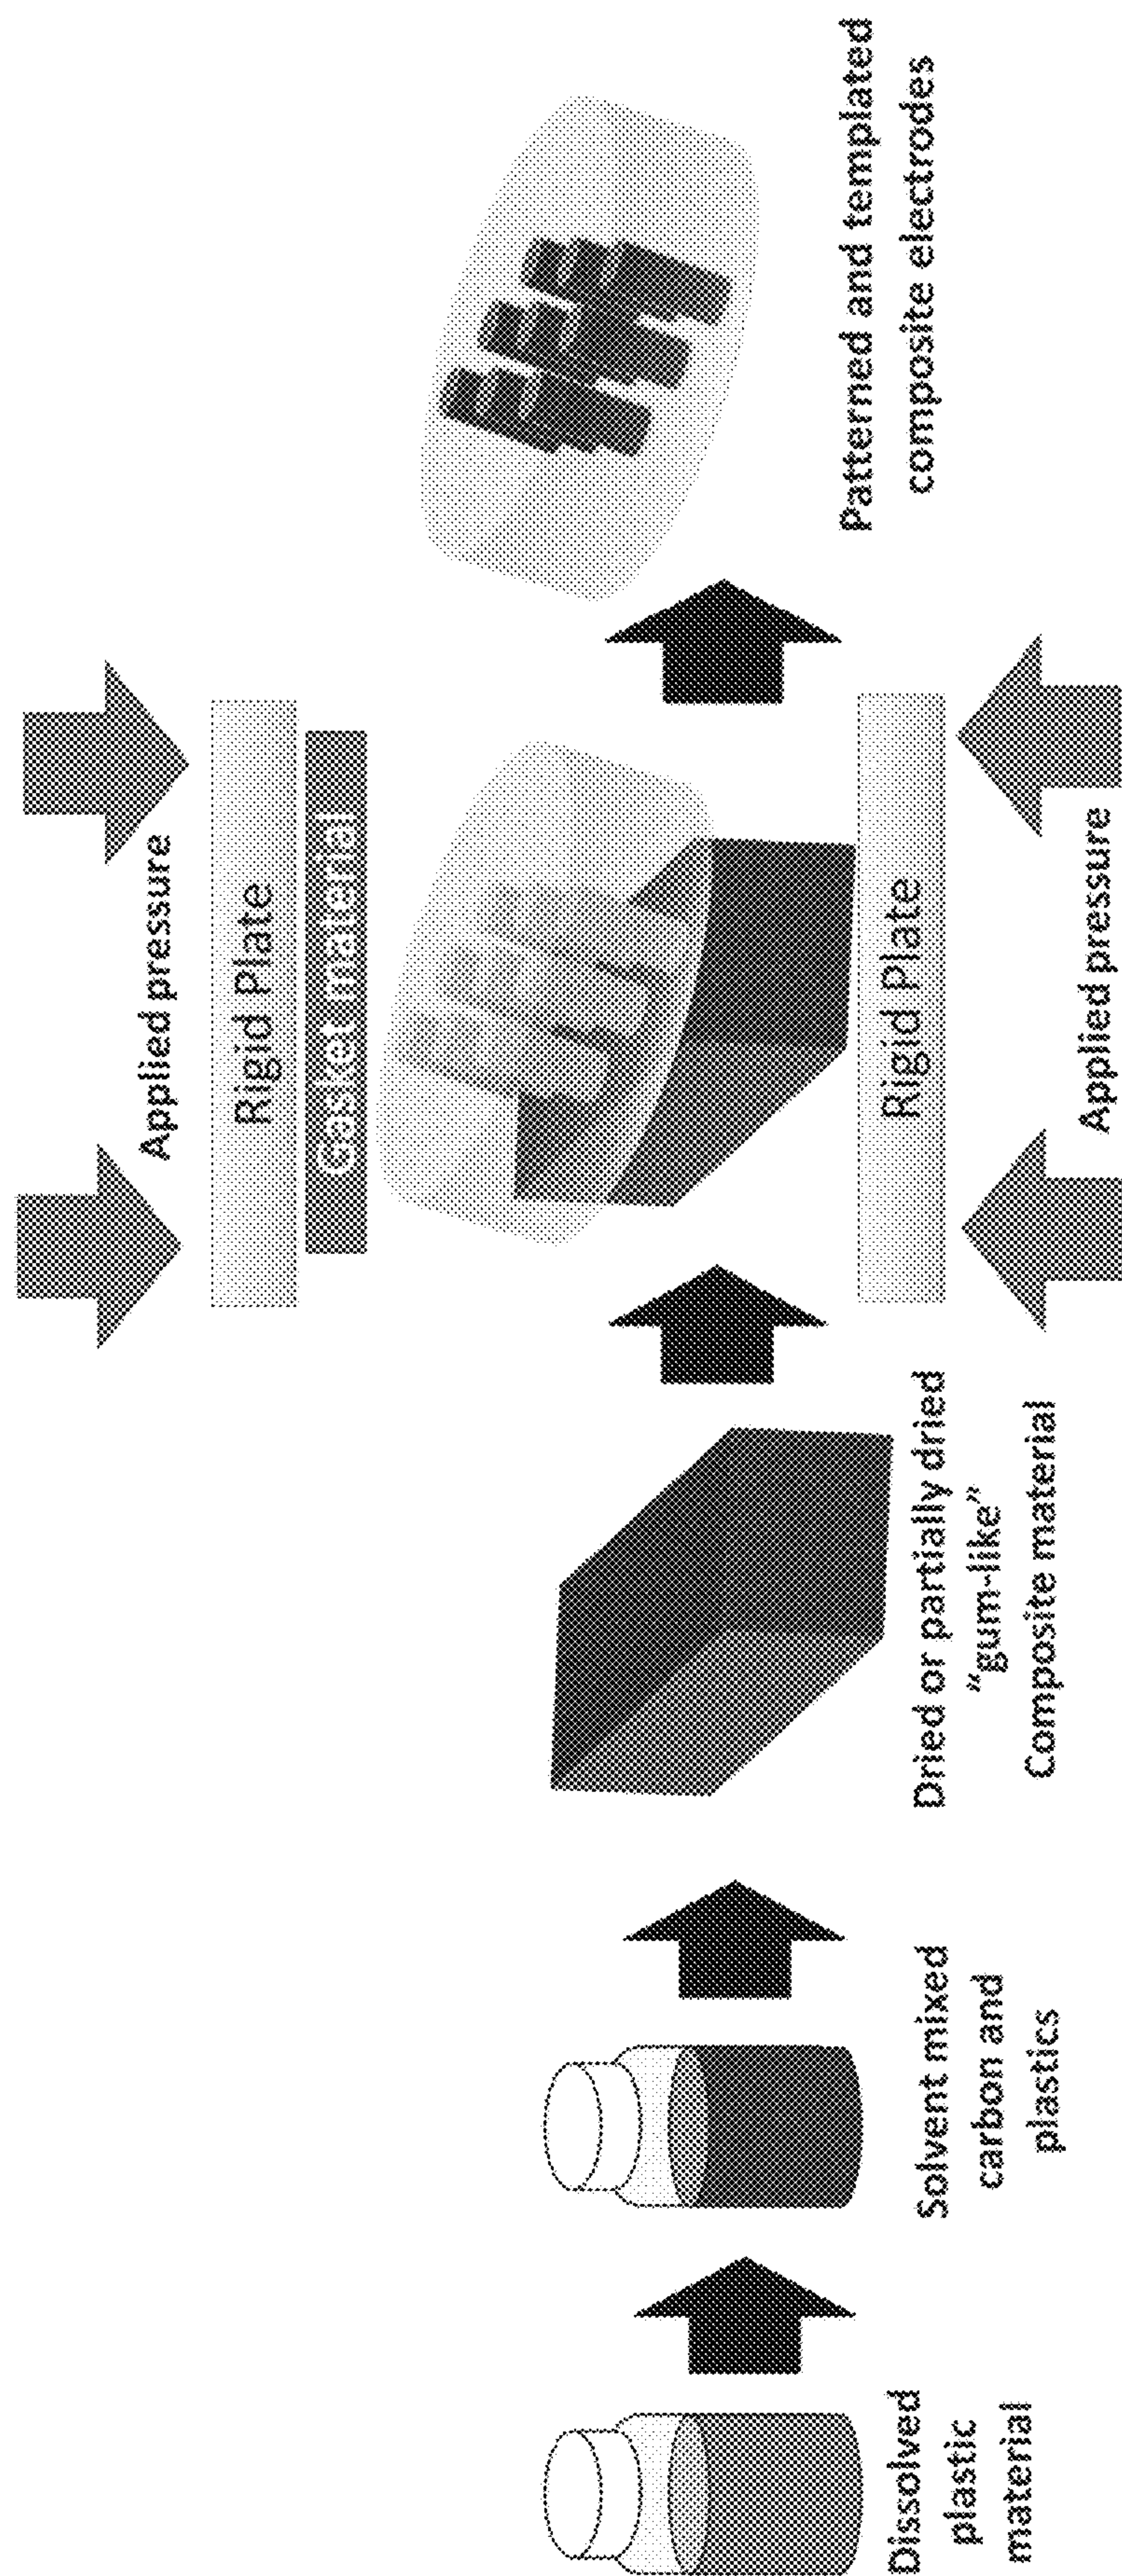 Dissolved
plastic
material
Solvent mixed
carbon and
plastics
Dried or partially dried
“gum-like”
Composite material
Applied pressure
Rigid Plate
Gasket material
Rigid Plate
Applied pressure
Patterned and templated
composite electrodes